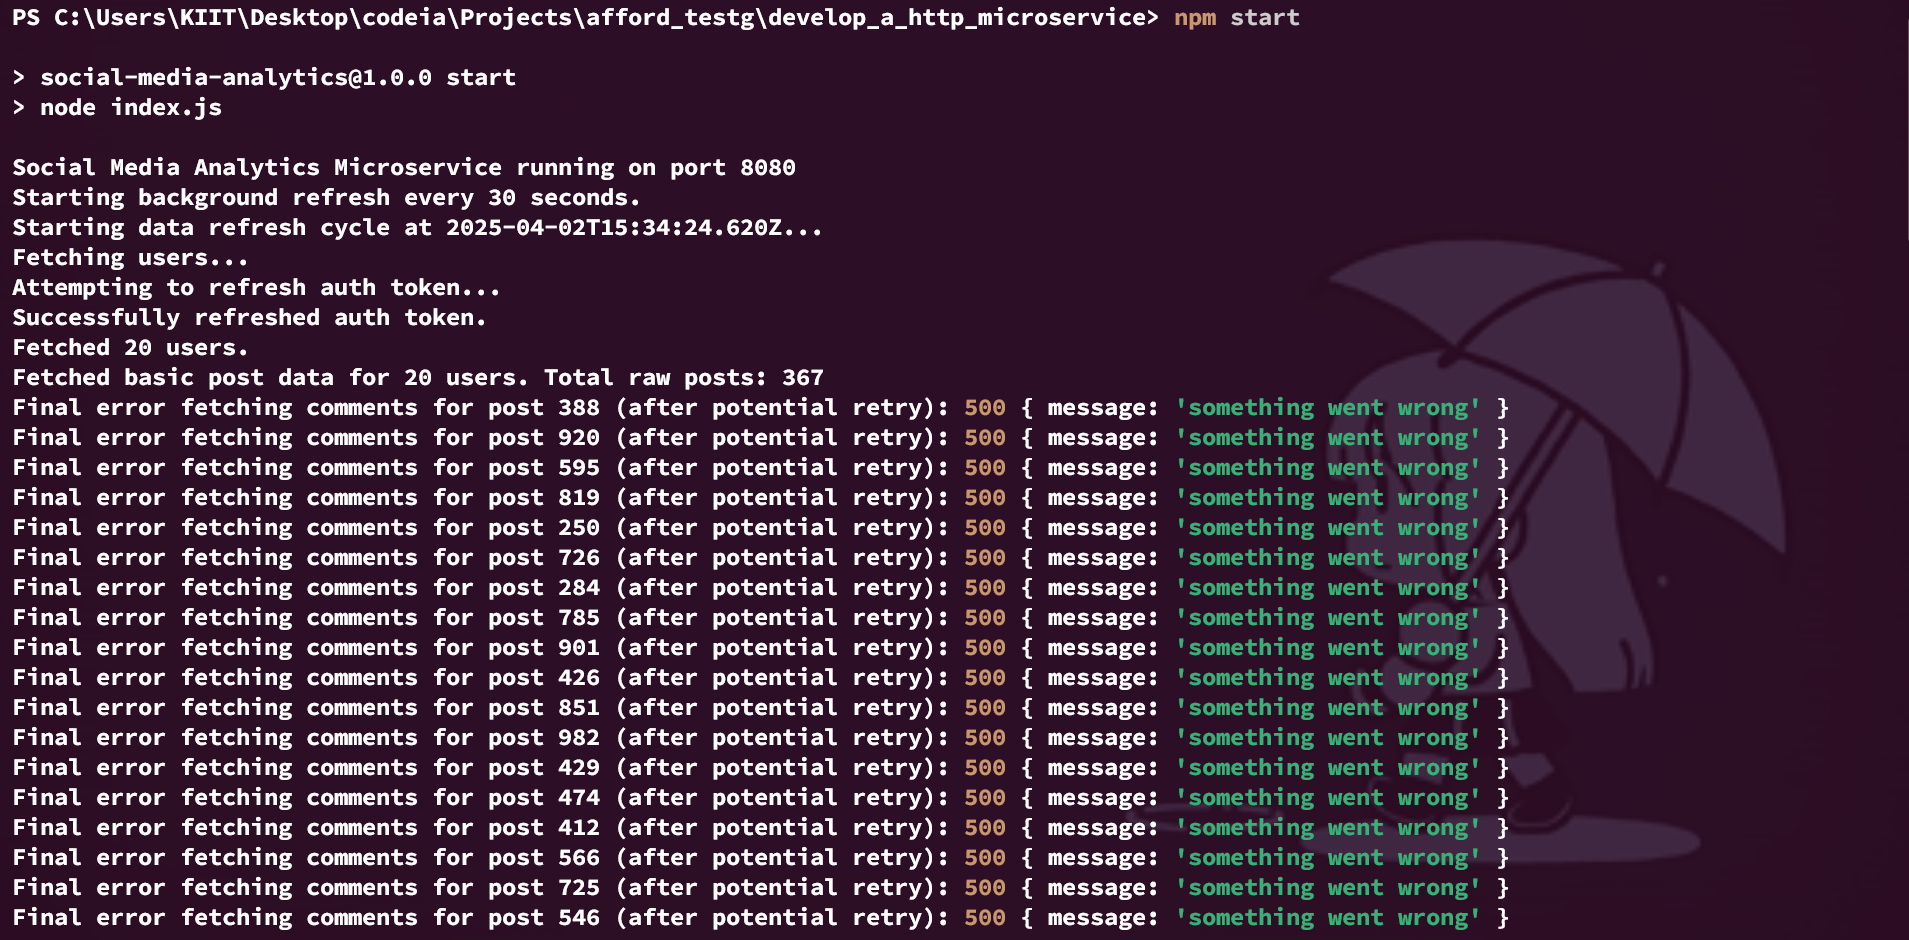 PS C:\Users\KIIT\Desktop\codeia\Projects\afford_testg\develop_a_http_microservice> npm start
> social-media-analytics@1.0.0 start
> node index.js
Social Media Analytics Microservice running on port 8080
Starting background refresh every 30 seconds.
Starting data refresh cycle at 2025-04-02T15:34:24.620Z...
Fetching users...
Attempting to refresh auth token...
Successfully refreshed auth token.
Fetched 20 users.
Fetched basic post data for 20 users. Total raw posts: 367
Final error fetching comments for post 388 (after potential retry): 500 { message: 'something went wrong' }
Final error fetching comments for post 920 (after potential retry): 500 { message: 'something went wrong' }
Final error fetching comments for post 595 (after potential retry): 500 { message: 'something went wrong' }
Final error fetching comments for post 819 (after potential retry): 500 { message: 'something went wrong' }
Final error fetching comments for post 250 (after potential retry): 500 { message: 'something went wrong' }
Final error fetching comments for post 726 (after potential retry): 500 { message: 'something went wrong' }
Final error fetching comments for post 284 (after potential retry): 500 { message: 'something went wrong' }
Final error fetching comments for post 785 (after potential retry): 500 { message: 'something went wrong' }
Final error fetching comments for post 901 (after potential retry): 500 { message: 'something went wrong' }
Final error fetching comments for post 426 (after potential retry): 500 { message: 'something went wrong' }
Final error fetching comments for post 851 (after potential retry): 500 { message: 'something went wrong' }
Final error fetching comments for post 982 (after potential retry): 500 { message: 'something went wrong' }
Final error fetching comments for post 429 (after potential retry): 500 { message: 'something went wrong' }
Final error fetching comments for post 474 (after potential retry): 500 { message: 'something went wrong' }
Final error fetching comments for post 412 (after potential retry): 500 { message: 'something went wrong' }
Final error fetching comments for post 566 (after potential retry): 500 { message: 'something went wrong' }
Final error fetching comments for post 725 (after potential retry): 500 { message: 'something went wrong' }
Final error fetching comments for post 546 (after potential retry): 500 { message: 'something went wrong' }